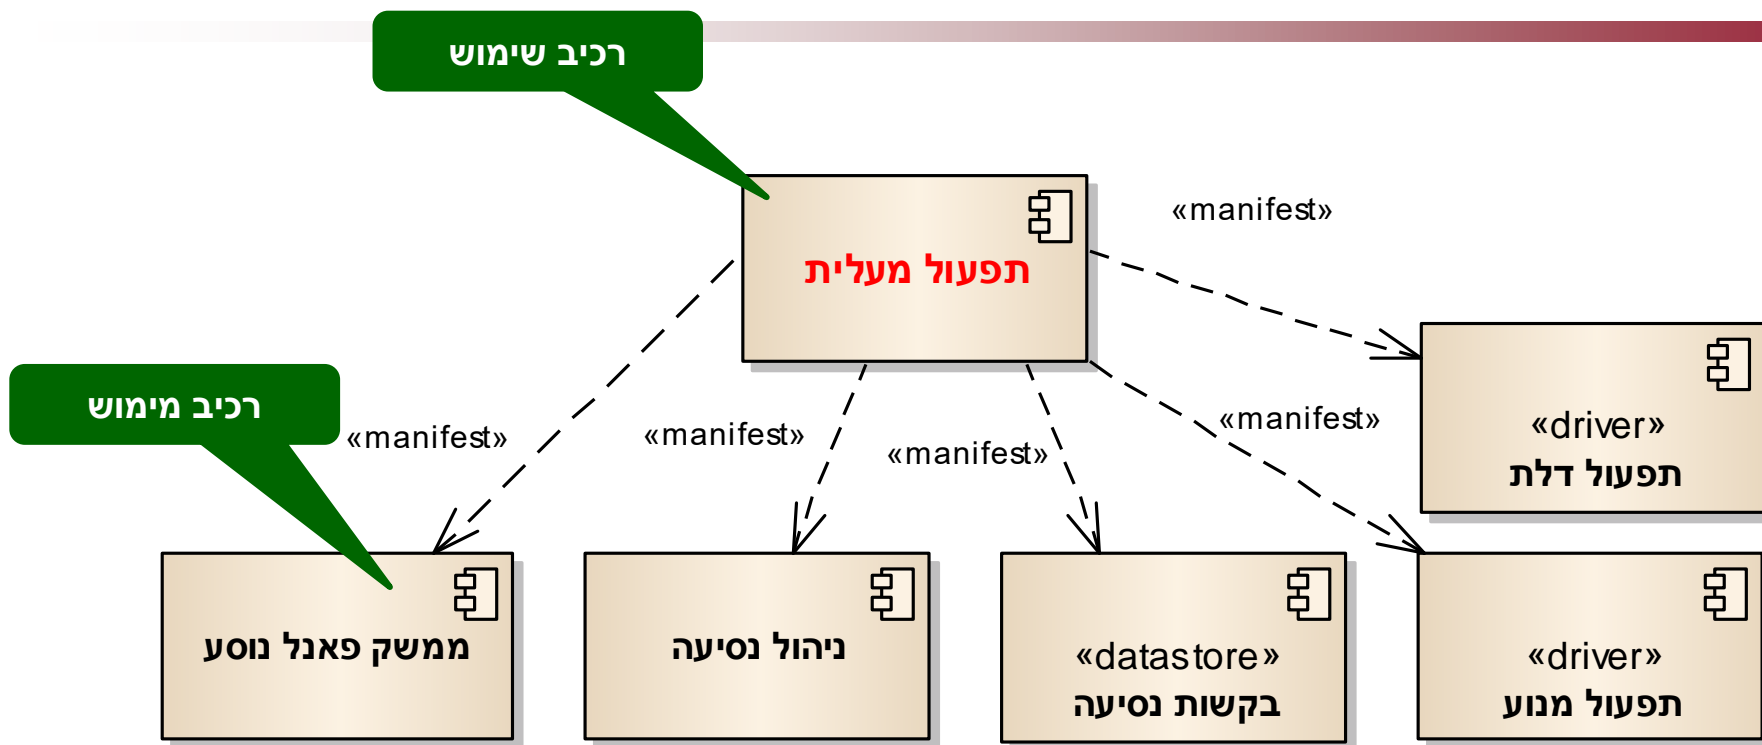 רכיב שימוש
«manifest»
תפעול מעלית
רכיב מימוש
«manifest»
«manifest»
«manifest»
«manifest»
«driver»
תפעול דלת
ממשק פאנל נוסע
ניהול נסיעה
«datastore»
בקשות נסיעה
«driver»
תפעול מנוע